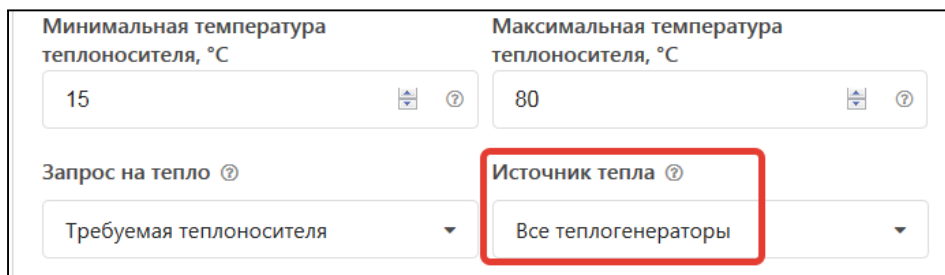 Минимальная температура
теплоносителя, °C
Максимальная температура
теплоносителя, °C
15
80
Запрос на тепло
Источник тепла
Требуемая теплоносителя
Все теплогенераторы